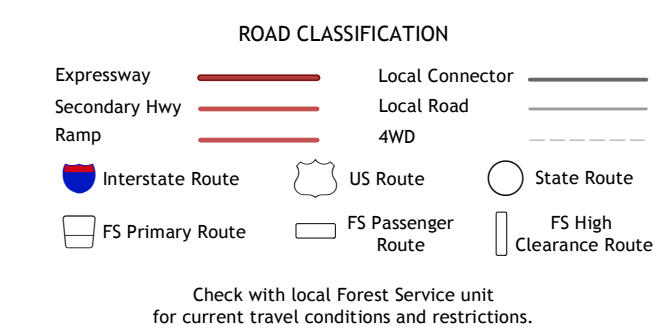 ROAD CLASSIFICATION
Expressway
Local Connector
Secondary Hwy
Local Road
Ramp
4WD
Interstate Route
US Route
State Route
FS Primary Route
FS Passenger
Route
FS High
Clearance Route
Check with local Forest Service unit
for current travel conditions and restrictions.